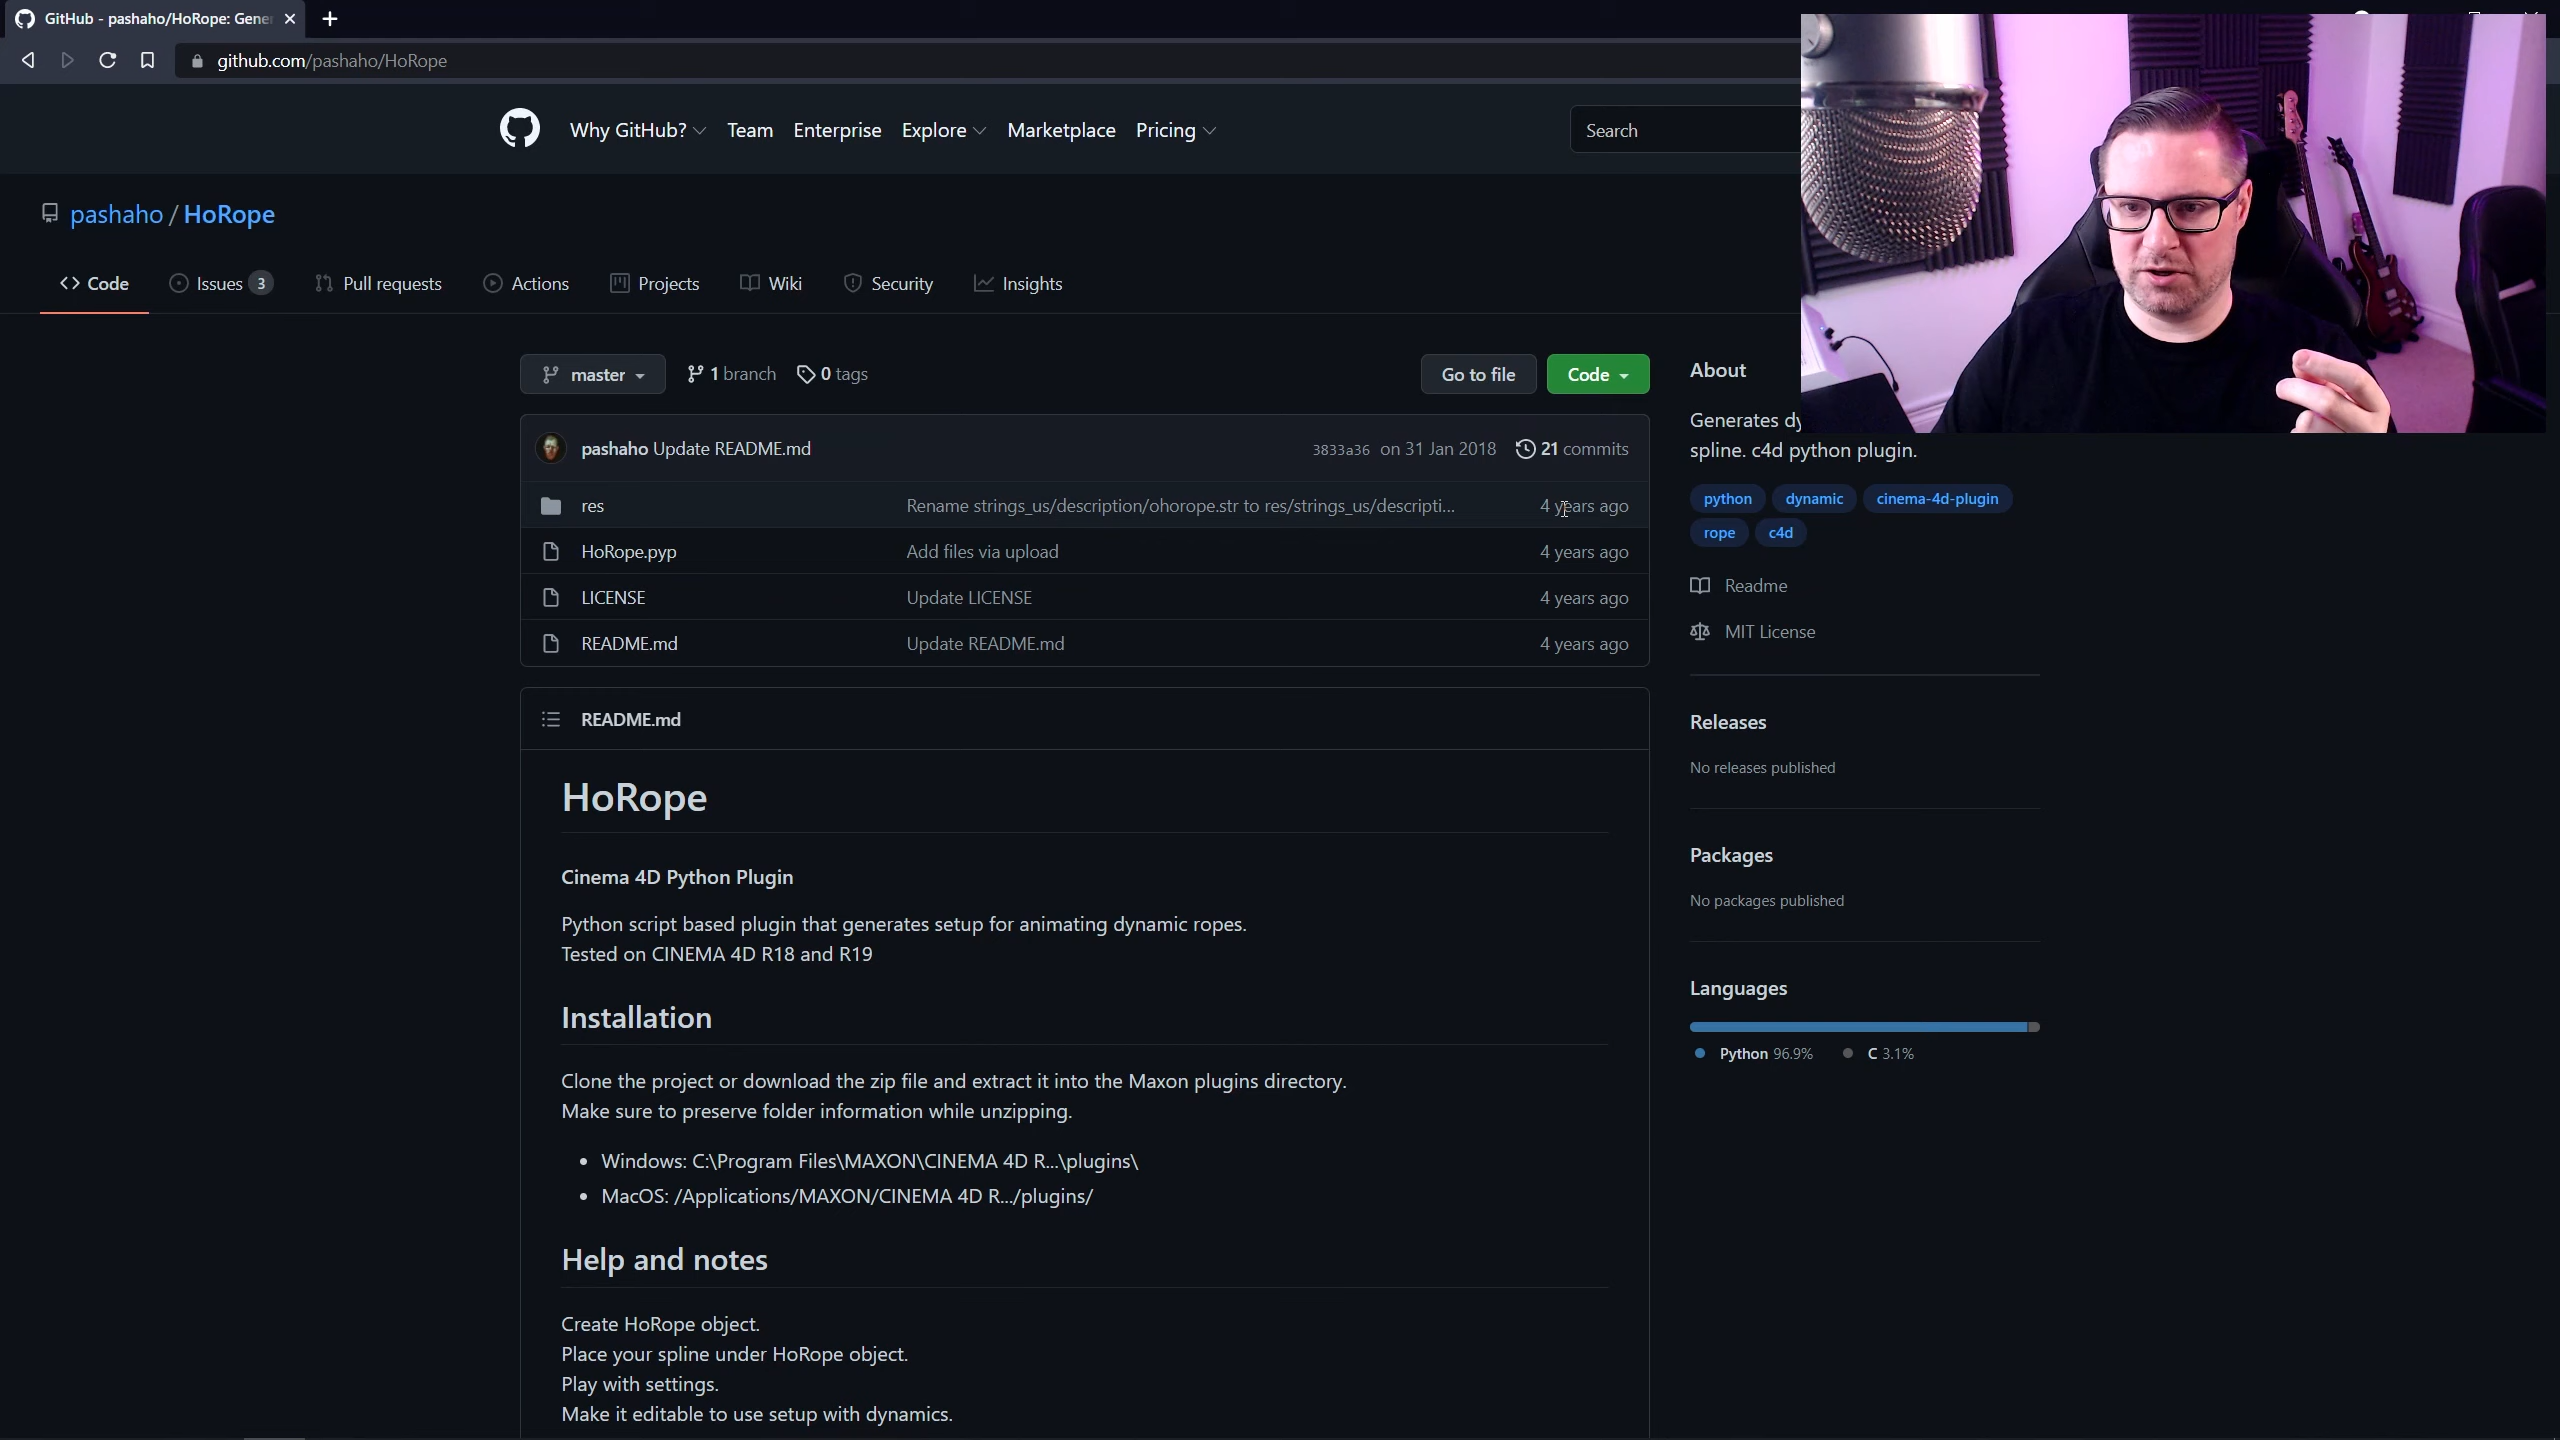 GitHub - pashaho/HoRope: Gene
github.com/pashaho/HoRope
Why GitHub? Team Enterprise Explore Marketplace Pricing
Search
pashaho / HoRope
Code Issues 3 Pull requests Actions Projects Wiki Security Insights
master 1 branch 0 tags Go to file Code
pashaho Update README.md 3833a36 on 31 Jan 2018 21 commits
res Rename strings_us/description/ohorope.str to res/strings_us/descripti... 4 years ago
HoRope.pyp Add files via upload 4 years ago
LICENSE Update LICENSE 4 years ago
README.md Update README.md 4 years ago
README.md
HoRope
Cinema 4D Python Plugin
Python script based plugin that generates setup for animating dynamic ropes.
Tested on CINEMA 4D R18 and R19
Installation
Clone the project or download the zip file and extract it into the Maxon plugins directory.
Make sure to preserve folder information while unzipping.
• Windows: C:\Program Files\MAXON\CINEMA 4D R...\plugins\
• MacOS: /Applications/MAXON/CINEMA 4D R.../plugins/
Help and notes
Create HoRope object.
Place your spline under HoRope object.
Play with settings.
Make it editable to use setup with dynamics.
About
Generates
spline. c4d python plugin.
python dynamic cinema-4d-plugin
rope c4d
Readme
MIT License
Releases
No releases published
Packages
No packages published
Languages
Python 96.9% C 3.1%